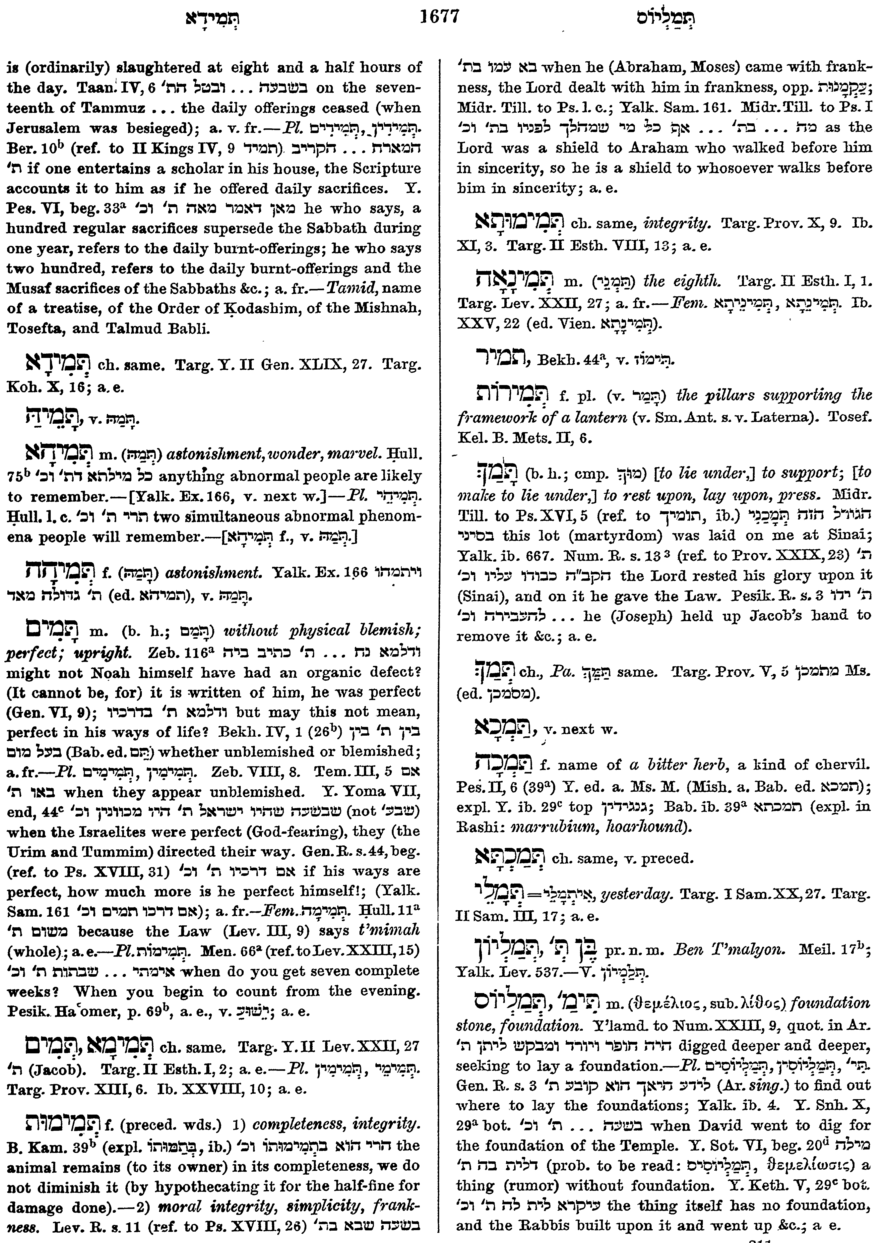 תְּמִידָא
1677
תְּמַלְיוֹס
is (ordinarily) slaughtered at eight and a half hours of
the day. Taan. IV, 6 בשבעה . . . ובטל הת׳ on the seven-
teenth of Tammuz . . . the daily offerings ceased (when
Jerusalem was besieged); a. v. fr.—Pl. תְּמִידִין, תְּמִידִים.
Ber. 10ᵇ (ref. to II Kings IV, 9 תמיד) המארח . . . הקריב
ת׳ if one entertains a scholar in his house, the Scripture
accounts it to him as if he offered daily sacrifices. Y.
Pes. VI, beg. 33ᵃ מאן דאמר מאה ת׳ וכ׳ he who says, a
hundred regular sacrifices supersede the Sabbath during
one year, refers to the daily burnt-offerings; he who says
two hundred, refers to the daily burnt-offerings and the
Musaf sacrifices of the Sabbaths &c.; a. fr.—Tamid, name
of a treatise, of the Order of Ḳodashim, of the Mishnah,
Tosefta, and Talmud Babli.
תְּמִידָא ch. same. Targ. Y. II Gen. XLIX, 27. Targ.
Koh. X, 16; a. e.
תָּמֵיהַּ, v. תָּמַהּ.
תְּמִיהָא m. (תָּמַהּ) astonishment, wonder, marvel. Ḥull.
75ᵇ כל מילתא דת׳ וכ׳ anything abnormal people are likely
to remember.—[Yalk. Ex. 166, v. next w.]—Pl. תְּמִיהֵי.
Ḥull. l. c. תרי ת׳ וכ׳ two simultaneous abnormal phenom-
ena people will remember.—[תְּמִיהָא f., v. תָּמַהּ.]
תְּמִיהָה f. (תָּמַהּ) astonishment. Yalk. Ex. 166 ויתמהו
ת׳ גדולה מאד (ed. תמיהא), v. תָּמַהּ.
תָּמִים m. (b. h.; תָּמַם) without physical blemish;
perfect; upright. Zeb. 116ᵃ ודלמא נח . . . ת׳ כתיב ביה
might not Noah himself have had an organic defect?
(It cannot be, for) it is written of him, he was perfect
(Gen. VI, 9); ודלמא ת׳ בדרכיו but may this not mean,
perfect in his ways of life? Bekh. IV, 1 (26ᵇ) בין ת׳ בין
בעל מום (Bab. ed. תָּם) whether unblemished or blemished;
a. fr.—Pl. תְּמִימִים, תְּמִימִין. Zeb. VIII, 8. Tem. III, 5 אם
באו ת׳ when they appear unblemished. Y. Yoma VII,
end, 44ᶜ שבשעה שהיו ישראל ת׳ היו מכוונין וכ׳ (not שבע׳)
when the Israelites were perfect (God-fearing), they (the
Urim and Tummim) directed their way. Gen. R. s. 44, beg.
(ref. to Ps. XVIII, 31) אם דרכיו ת׳ וכ׳ if his ways are
perfect, how much more is he perfect himself!; (Yalk.
Sam. 161 אם דרכו תמים וכ׳); a. fr.—Fem. תְּמִימָה. Ḥull. 11ᵃ
משום ת׳ because the Law (Lev. III, 9) says t'mimah
(whole); a. e.—Pl. תְּמִימוֹת. Men. 66ᵃ (ref. to Lev. XXIII, 15)
אימתי . . . שבתות ת׳ וכ׳ when do you get seven complete
weeks? When you begin to count from the evening.
Pesik. Haʿomer, p. 69ᵇ, a. e., v. יֵשׁוּעַ; a. e.
תְּמִימָא, תָּמִים ch. same. Targ. Y. II Lev. XXII, 27
ת׳ (Jacob). Targ. II Esth. I, 2; a. e.—Pl. תְּמִימֵי, תְּמִימִין.
Targ. Prov. XIII, 6. Ib. XXVIII, 10; a. e.
תְּמִימוּת f. (preced. wds.) 1) completeness, integrity.
B. Kam. 39ᵇ (expl. בְּתַמּוּתוֹ, ib.) הרי הוא בתמימותו וכ׳ the
animal remains (to its owner) in its completeness, we do
not diminish it (by hypothecating it for the half-fine for
damage done).—2) moral integrity, simplicity, frank-
ness. Lev. R. s. 11 (ref. to Ps. XVIII, 26) בשעה שבא בת׳
בא עמו בת׳ when he (Abraham, Moses) came with frank-
ness, the Lord dealt with him in frankness, opp. עַקְמָנוּת;
Midr. Till. to Ps. l. c.; Yalk. Sam. 161. Midr. Till. to Ps. I
מה . . . בת׳ . . . אף כל מי שמהלך לפניו בת׳ וכ׳ as the
Lord was a shield to Araham who walked before him
in sincerity, so he is a shield to whosoever walks before
him in sincerity; a. e.
תְּמִימוּתָא ch. same, integrity. Targ. Prov. X, 9. Ib.
XI, 3. Targ. II Esth. VIII, 13; a. e.
תְּמִינָאָה m. (תְּמָנֵי) the eighth. Targ. II Esth. I, 1.
Targ. Lev. XXII, 27; a. fr.—Fem. תְּמִינֵיתָא, תְּמִינֵתָא. Ib.
XXV, 22 (ed. Vien. תְּמִינָתָא).
תמיר, Bekh. 44ᵃ, v. תִּימוֹז.
תְּמִירוֹת f. pl. (v. תָּמַר) the pillars supporting the
framework of a lantern (v. Sm. Ant. s. v. Laterna). Tosef.
Kel. B. Mets. II, 6.
תָּמַךְ (b. h.; cmp. מוּךְ) [to lie under,] to support; [to
make to lie under,] to rest upon, lay upon, press. Midr.
Till. to Ps. XVI, 5 (ref. to תומיך, ib.) הגורל הזה תְּמָכַנִי
בסיני this lot (martyrdom) was laid on me at Sinai;
Yalk. ib. 667. Num. R. s. 13³ (ref. to Prov. XXIX, 23) ת׳
הקב״ה כבודו עליו וכ׳ the Lord rested his glory upon it
(Sinai), and on it he gave the Law. Pesik. R. s. 3 ת׳ ידו
להעבירה . . . וכ׳ he (Joseph) held up Jacob's hand to
remove it &c.; a. e.
תְּמַךְ ch., Pa. תַּמֵּךְ same. Targ. Prov. V, 5 מתמכן Ms.
(ed. מסמכן).
תַּמְכָא, v. next w.
תַּמְכָה f. name of a bitter herb, a kind of chervil.
Pes. II, 6 (39ᵃ) Y. ed. a. Ms. M. (Mish. a. Bab. ed. תמכא);
expl. Y. ib. 29ᶜ top גנגידין; Bab. ib. 39ᵃ תמכתא (expl. in
Rashi: marrubium, hoarhound).
תַּמְכְתָּא ch. same, v. preced.
תְּמָלֵי = אִיתְּמָלֵי, yesterday. Targ. I Sam. XX, 27. Targ.
II Sam. III, 17; a. e.
תְּמַלְיוֹן, בֶּן תְּ׳ pr. n. m. Ben T'malyon. Meil. 17ᵇ;
Yalk. Lev. 537.—V. תַּלְמְיוֹן.
תְּמַלְיוֹס, תִּימַ׳ m. (θεμέλιος, sub. λίθος) foundation
stone, foundation. Y'lamd. to Num. XXIII, 9, quot. in Ar.
היה חופר ויורד ומבקש ליתן ת׳ digged deeper and deeper,
seeking to lay a foundation.—Pl. תְּמַלְיוֹסִים, תְּמַלְיוֹסִין, תִּי׳.
Gen. R. s. 3 לידע היאך הוא קובע ת׳ (Ar. sing.) to find out
where to lay the foundations; Yalk. ib. 4. Y. Snh. X,
29ᵃ bot. בשעה . . . ת׳ וכ׳ when David went to dig for
the foundation of the Temple. Y. Sot. VI, beg. 20ᵈ מילה
דלית בה ת׳ (prob. to be read: תְּמַלְיוֹסִיס, θεμελίωσις) a
thing (rumor) without foundation. Y. Keth. V, 29ᶜ bot.
עיקרא לית לה ת׳ וכ׳ the thing itself has no foundation,
and the Rabbis built upon it and went up &c.; a e.